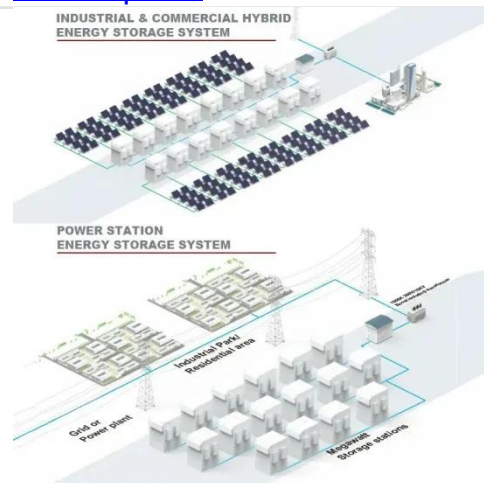 INDUSTRIAL & COMMERCIAL HYBRID
ENERGY STORAGE SYSTEM
POWER STATION
ENERGY STORAGE SYSTEM
Industrial Park/
Residential area
Grid or
Power plant
Megawatt
Storage stations